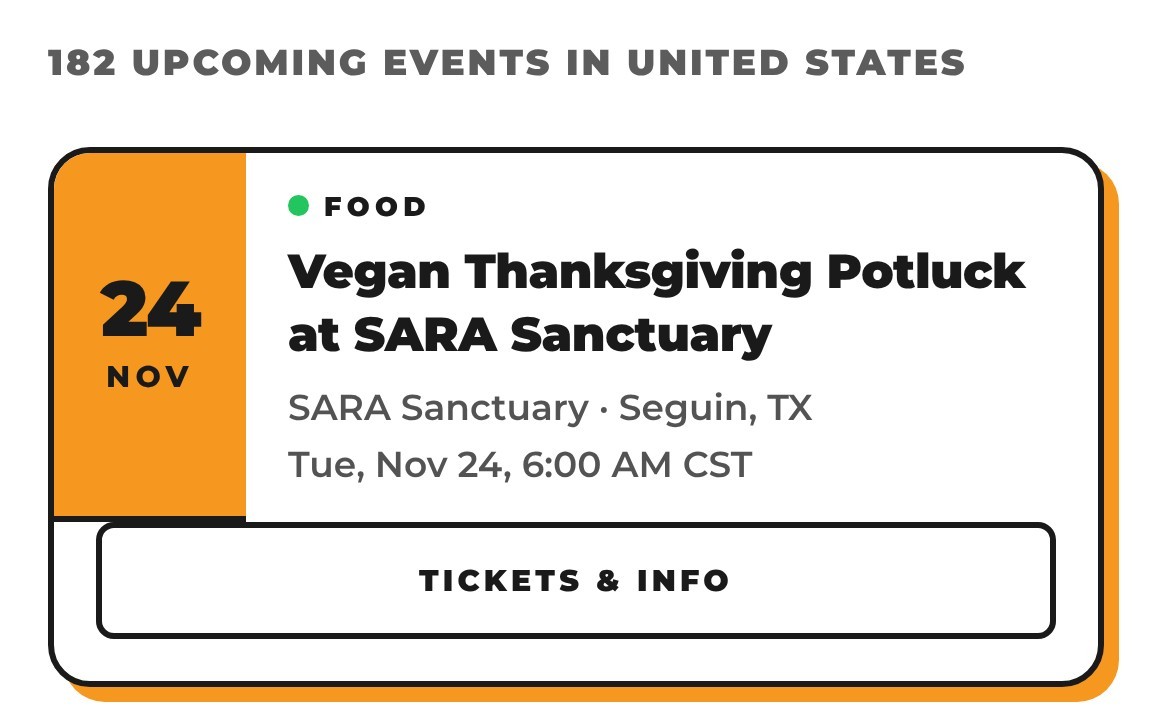 182 UPCOMING EVENTS IN UNITED STATES
24
NOV
FOOD
Vegan Thanksgiving Potluck
at SARA Sanctuary
SARA Sanctuary · Seguin, TX
Tue, Nov 24, 6:00 AM CST
TICKETS & INFO